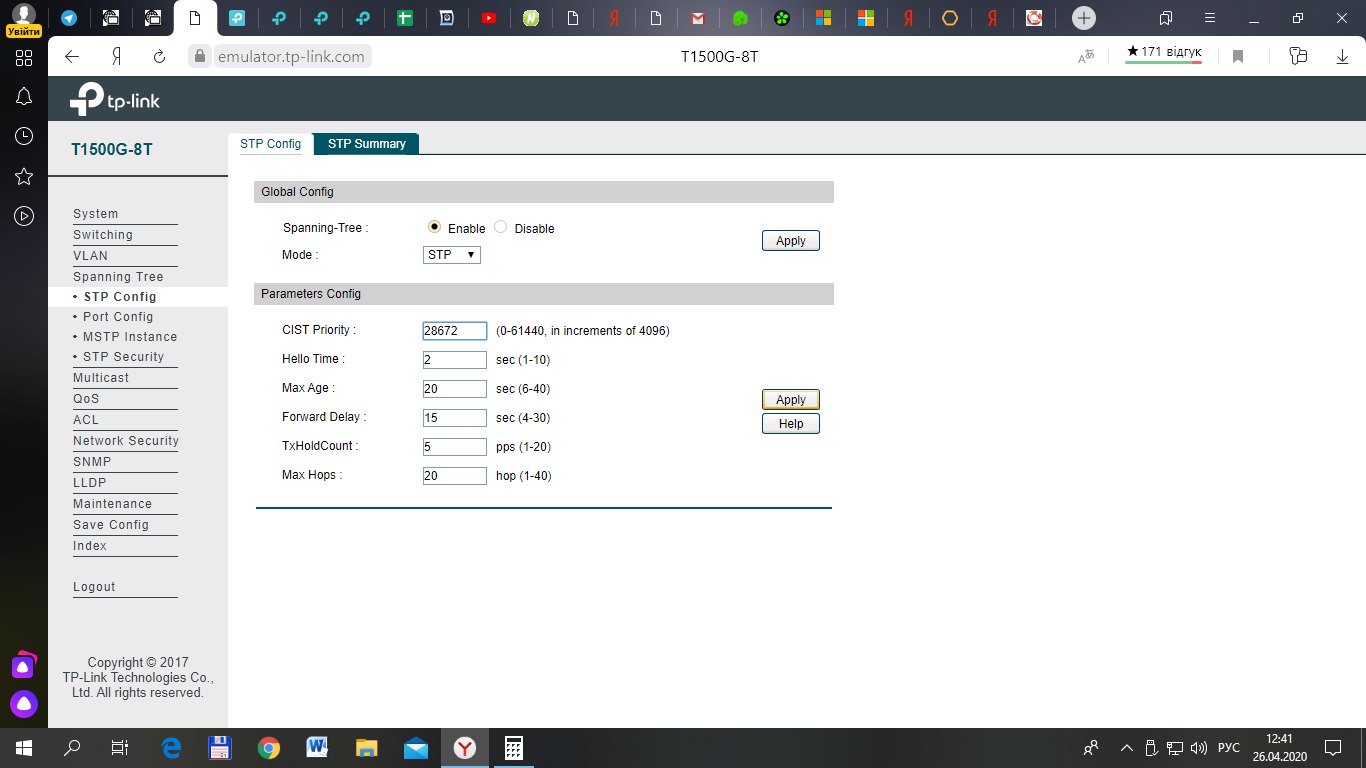 Увійти
emulator.tp-link.com
T1500G-8T
★171 відгук
tp-link
T1500G-8T
STP Config
STP Summary
System
Switching
VLAN
Spanning Tree
• STP Config
• Port Config
• MSTP Instance
• STP Security
Multicast
QoS
ACL
Network Security
SNMP
LLDP
Maintenance
Save Config
Index
Logout
Copyright © 2017
TP-Link Technologies Co.,
Ltd. All rights reserved.
Global Config
Spanning-Tree : Enable Disable
Mode : STP
Apply
Parameters Config
CIST Priority : 28672 (0-61440, in increments of 4096)
Hello Time : 2 sec (1-10)
Max Age : 20 sec (6-40)
Forward Delay : 15 sec (4-30)
TxHoldCount : 5 pps (1-20)
Max Hops : 20 hop (1-40)
Apply
Help
РУС
12:41
26.04.2020